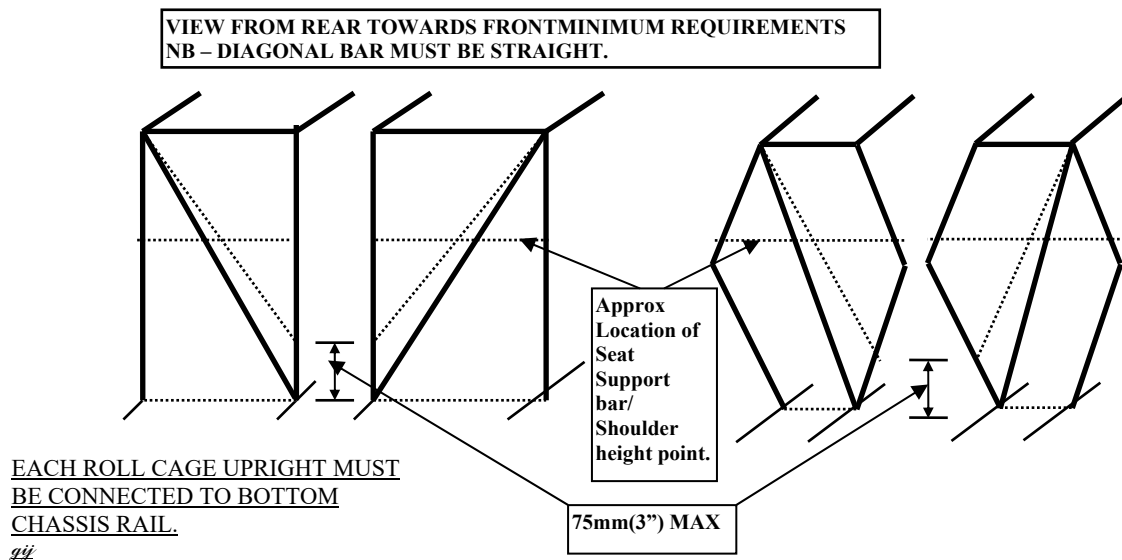 VIEW FROM REAR TOWARDS FRONTMINIMUM REQUIREMENTS
NB – DIAGONAL BAR MUST BE STRAIGHT.
Approx
Location of
Seat
Support
bar/
Shoulder
height point.
EACH ROLL CAGE UPRIGHT MUST
BE CONNECTED TO BOTTOM
CHASSIS RAIL.
75mm(3”) MAX